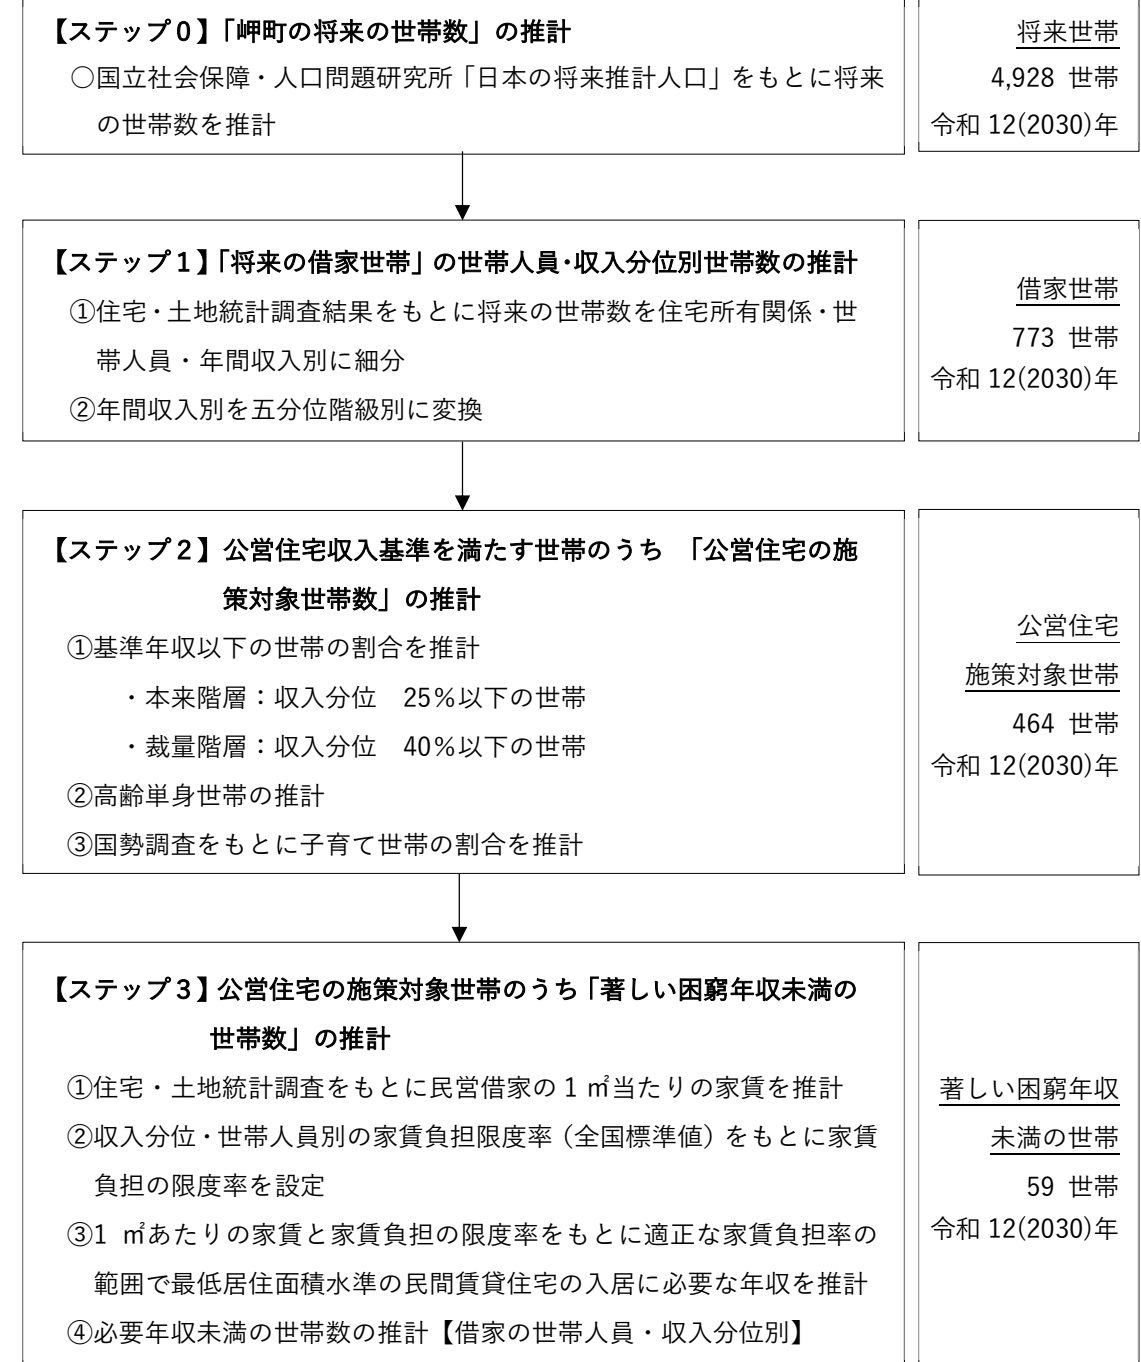 【ステップ０】「岬町の将来の世帯数」の推計
○国立社会保障・人口問題研究所「日本の将来推計人口」をもとに将来
の世帯数を推計
将来世帯
4,928 世帯
令和 12(2030)年
【ステップ１】「将来の借家世帯」の世帯人員・収入分位別世帯数の推計
①住宅・土地統計調査結果をもとに将来の世帯数を住宅所有関係・世
帯人員・年間収入別に細分
②年間収入別を五分位階級別に変換
借家世帯
773 世帯
令和 12(2030)年
【ステップ２】公営住宅収入基準を満たす世帯のうち 「公営住宅の施
策対象世帯数」の推計
①基準年収以下の世帯の割合を推計
・本来階層：収入分位 25％以下の世帯
・裁量階層：収入分位 40％以下の世帯
②高齢単身世帯の推計
③国勢調査をもとに子育て世帯の割合を推計
公営住宅
施策対象世帯
464 世帯
令和 12(2030)年
【ステップ３】公営住宅の施策対象世帯のうち「著しい困窮年収未満の
世帯数」の推計
①住宅・土地統計調査をもとに民営借家の 1 ㎡当たりの家賃を推計
②収入分位・世帯人員別の家賃負担限度率（全国標準値）をもとに家賃
負担の限度率を設定
③1 ㎡あたりの家賃と家賃負担の限度率をもとに適正な家賃負担率の
範囲で最低居住面積水準の民間賃貸住宅の入居に必要な年収を推計
④必要年収未満の世帯数の推計【借家の世帯人員・収入分位別】
著しい困窮年収
未満の世帯
59 世帯
令和 12(2030)年